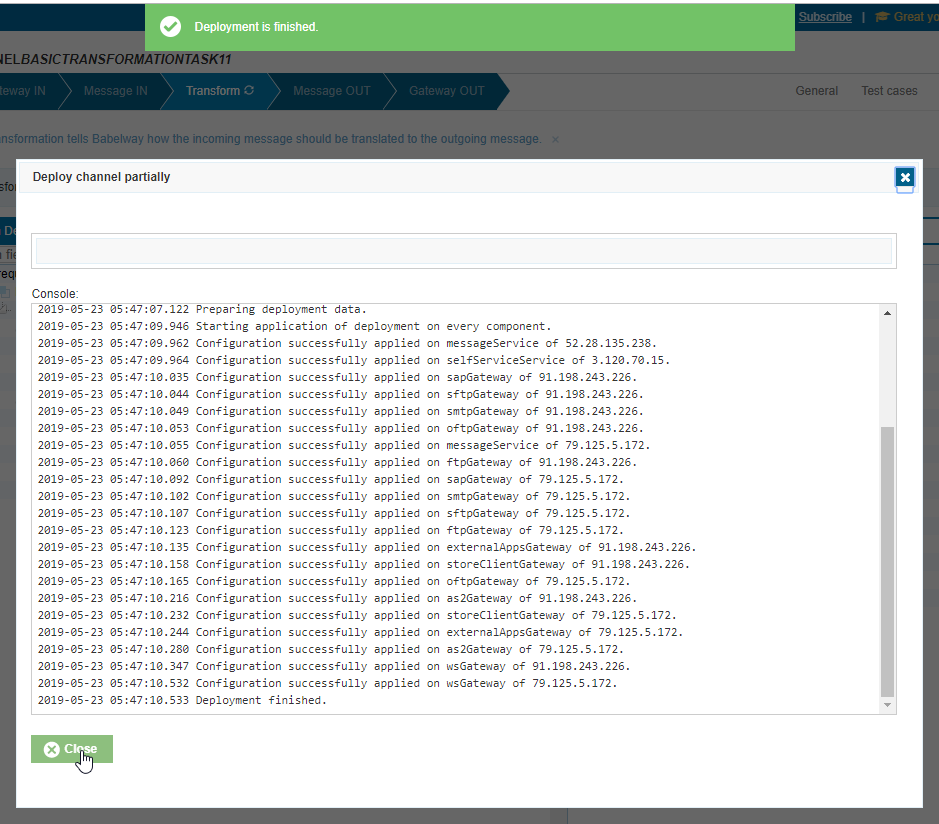 Deployment is finished.
Subscribe | Great yo
NELBASICTRANSFORMATIONTASK11
teway IN Message IN Transform Message OUT Gateway OUT General Test cases
nsformation tells Babelway how the incoming message should be translated to the outgoing message. ×
Deploy channel partially
sfo
De
fie
requ
Console:
2019-05-23 05:47:07.122 Preparing deployment data.
2019-05-23 05:47:09.946 Starting application of deployment on every component.
2019-05-23 05:47:09.962 Configuration successfully applied on messageService of 52.28.135.238.
2019-05-23 05:47:09.964 Configuration successfully applied on selfServiceService of 3.120.70.15.
2019-05-23 05:47:10.035 Configuration successfully applied on sapGateway of 91.198.243.226.
2019-05-23 05:47:10.044 Configuration successfully applied on sftpGateway of 91.198.243.226.
2019-05-23 05:47:10.049 Configuration successfully applied on smtpGateway of 91.198.243.226.
2019-05-23 05:47:10.053 Configuration successfully applied on oftpGateway of 91.198.243.226.
2019-05-23 05:47:10.055 Configuration successfully applied on messageService of 79.125.5.172.
2019-05-23 05:47:10.060 Configuration successfully applied on ftpGateway of 91.198.243.226.
2019-05-23 05:47:10.092 Configuration successfully applied on sapGateway of 79.125.5.172.
2019-05-23 05:47:10.102 Configuration successfully applied on smtpGateway of 79.125.5.172.
2019-05-23 05:47:10.107 Configuration successfully applied on sftpGateway of 79.125.5.172.
2019-05-23 05:47:10.123 Configuration successfully applied on ftpGateway of 79.125.5.172.
2019-05-23 05:47:10.135 Configuration successfully applied on externalAppsGateway of 91.198.243.226.
2019-05-23 05:47:10.158 Configuration successfully applied on storeClientGateway of 91.198.243.226.
2019-05-23 05:47:10.165 Configuration successfully applied on oftpGateway of 79.125.5.172.
2019-05-23 05:47:10.216 Configuration successfully applied on as2Gateway of 91.198.243.226.
2019-05-23 05:47:10.232 Configuration successfully applied on storeClientGateway of 79.125.5.172.
2019-05-23 05:47:10.244 Configuration successfully applied on externalAppsGateway of 79.125.5.172.
2019-05-23 05:47:10.280 Configuration successfully applied on as2Gateway of 79.125.5.172.
2019-05-23 05:47:10.347 Configuration successfully applied on wsGateway of 91.198.243.226.
2019-05-23 05:47:10.532 Configuration successfully applied on wsGateway of 79.125.5.172.
2019-05-23 05:47:10.533 Deployment finished.
Close